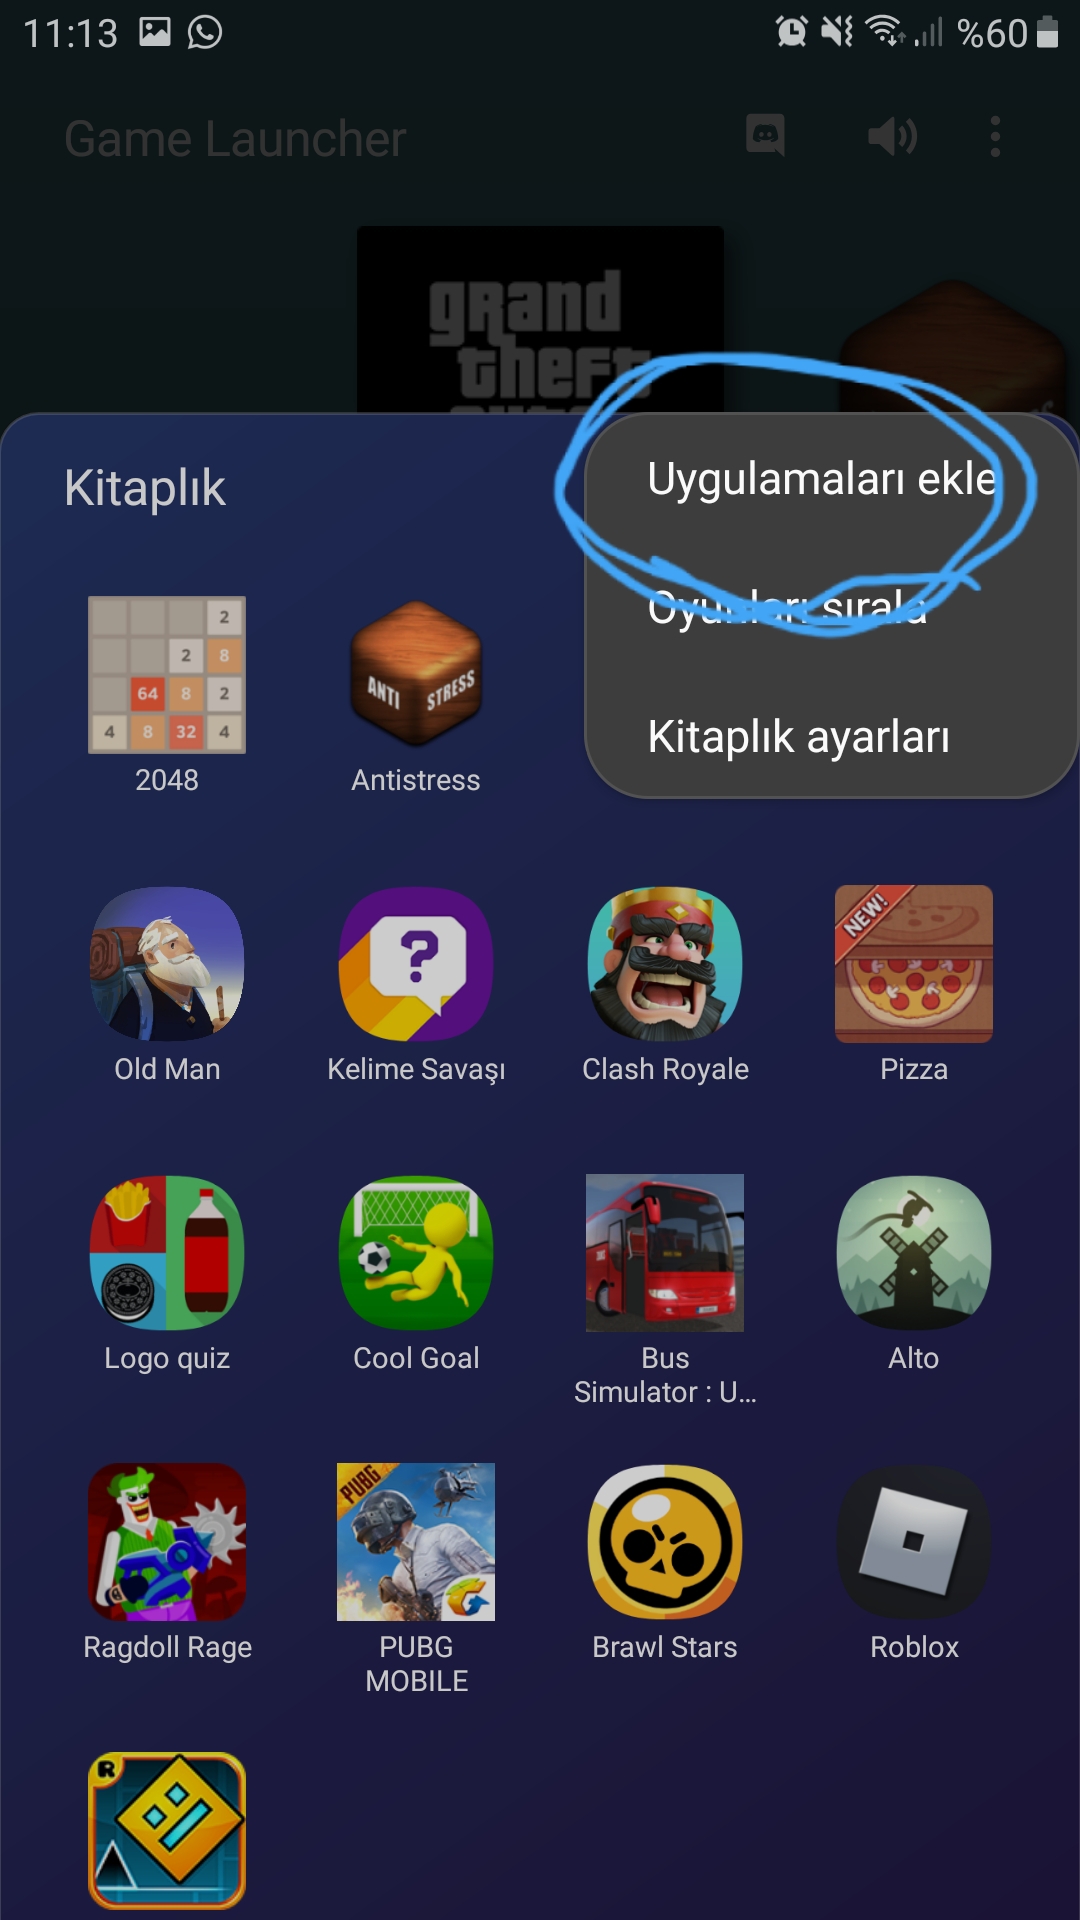 11:13
%60
Game Launcher
GRAND
THEFT
Kitaplık
Uygulamaları ekle
Oyunları sırala
Kitaplık ayarları
2
2 8
64 8 2
4 8 32 4
ANTI STRESS
2048
Antistress
?
NEW!
Old Man
Kelime Savaşı
Clash Royale
Pizza
Logo quiz
Cool Goal
Bus
Simulator : U...
Alto
PUBG
Ragdoll Rage
PUBG
MOBILE
Brawl Stars
Roblox
R